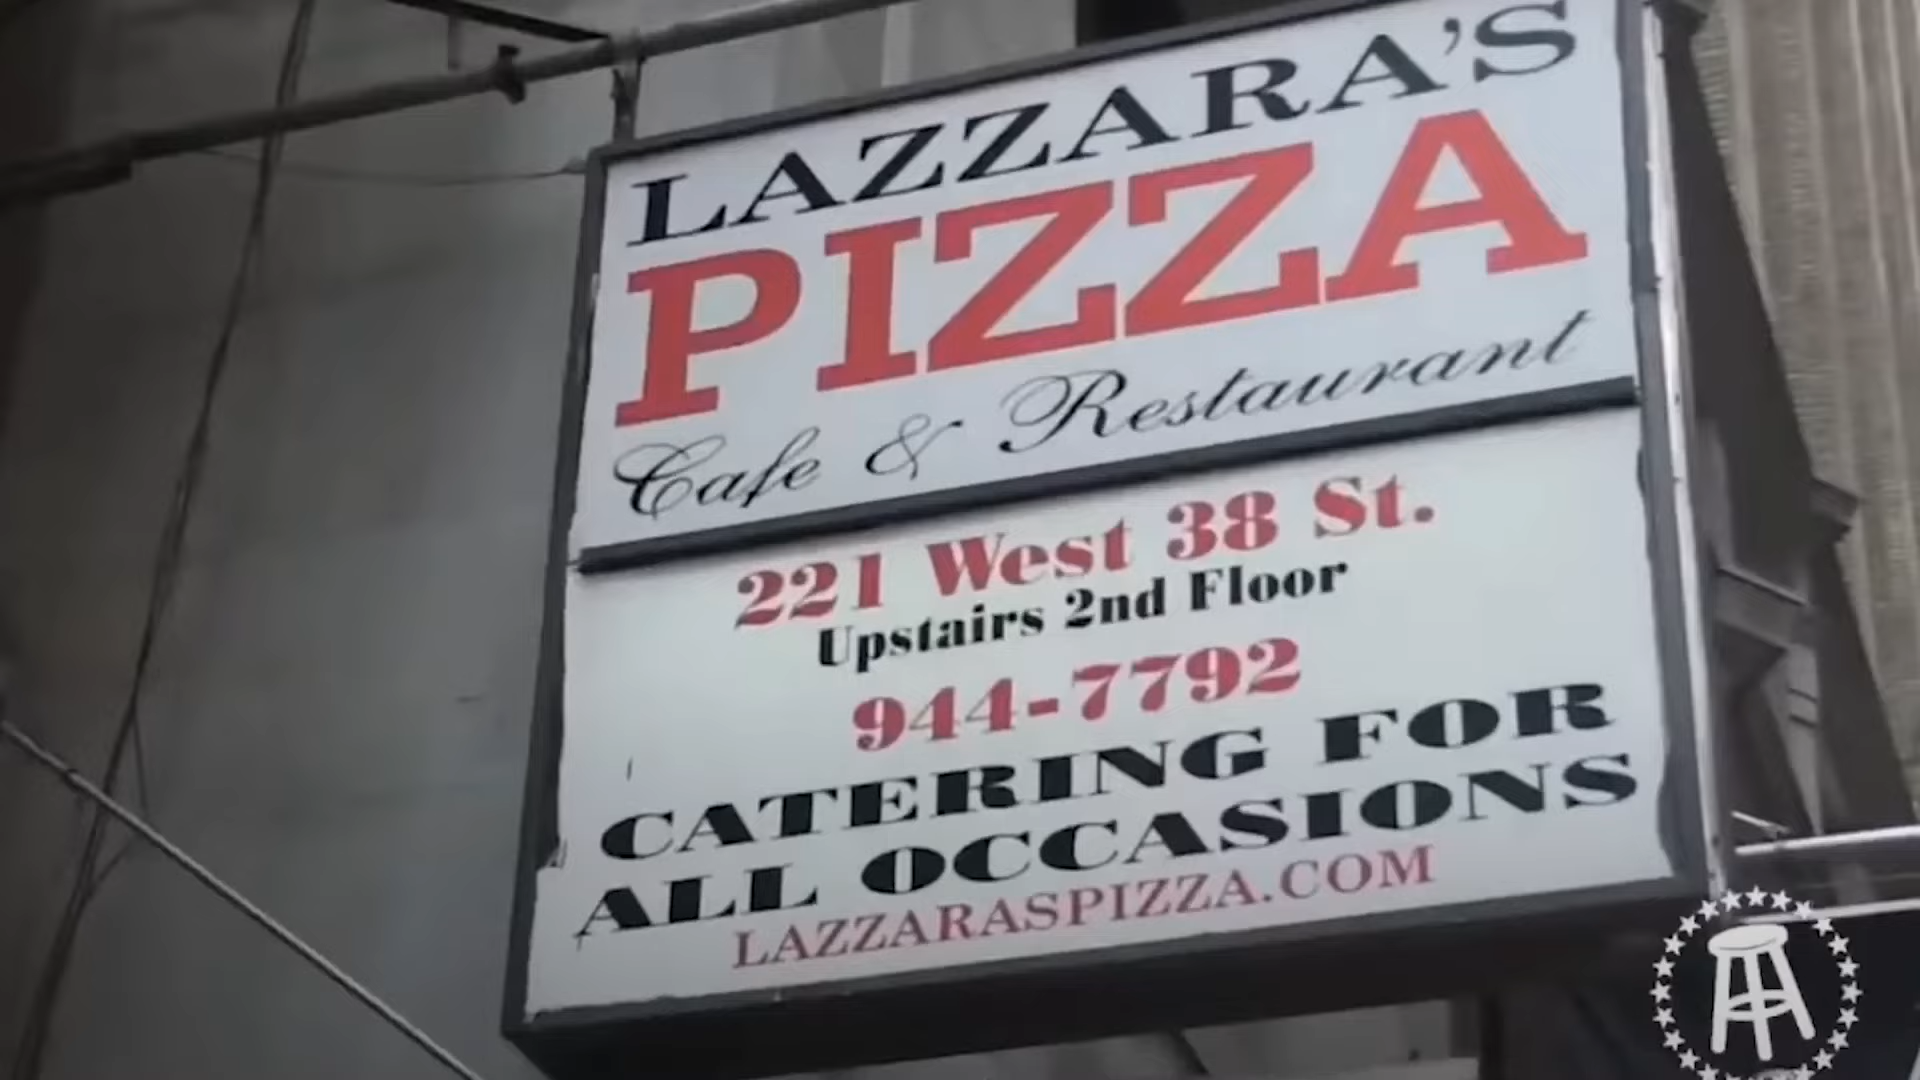 LAZZARA'S
PIZZA
Cafe & Restaurant
221 West 38 St.
Upstairs 2nd Floor
944-7792
CATERING FOR
ALL OCCASIONS
LAZZARASPIZZA.COM